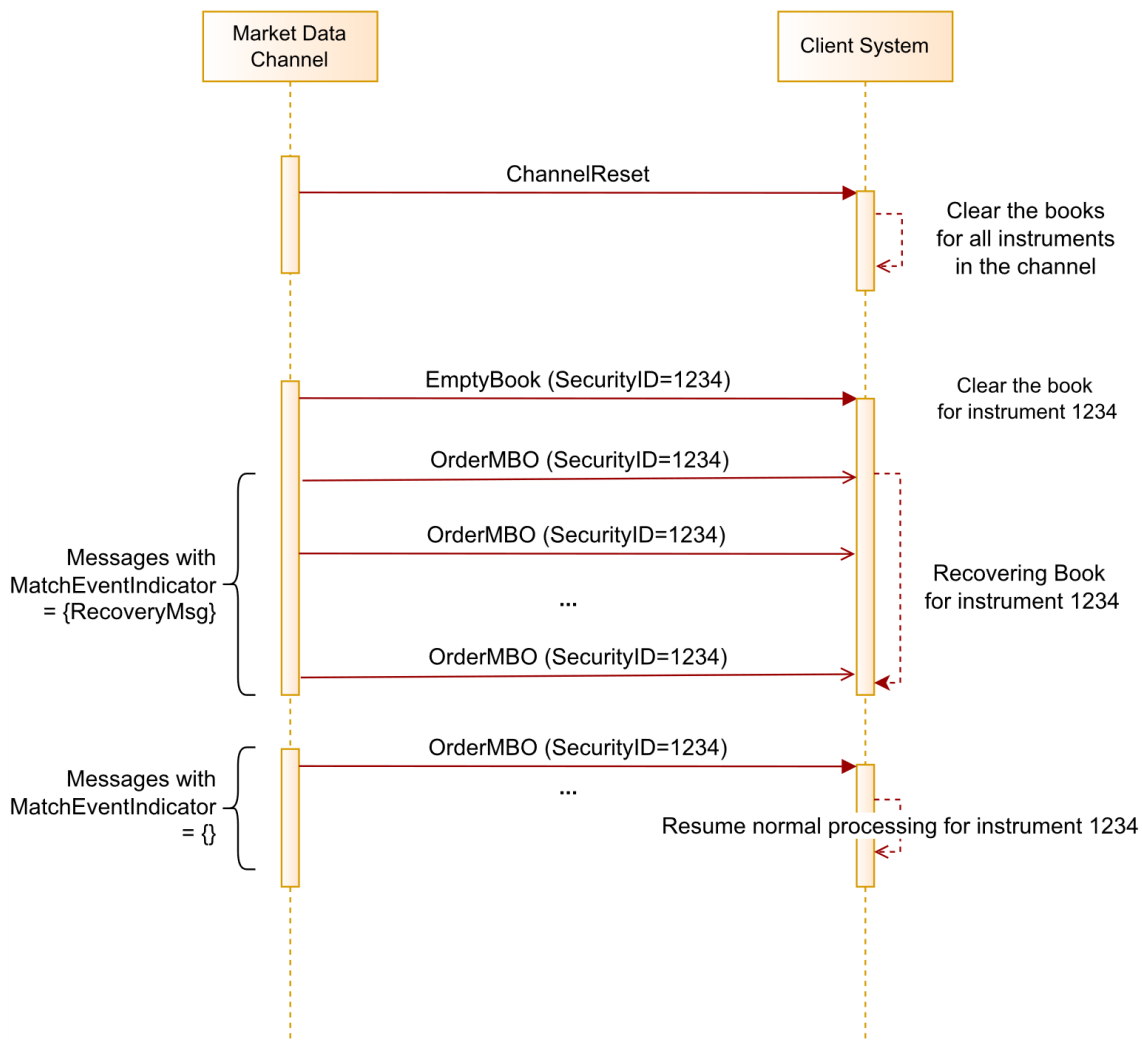 Market Data
Channel
Client System
ChannelReset
Clear the books
for all instruments
in the channel
EmptyBook (SecurityID=1234)
Clear the book
for instrument 1234
OrderMBO (SecurityID=1234)
OrderMBO (SecurityID=1234)
Messages with
MatchEventIndicator
= {RecoveryMsg}
...
Recovering Book
for instrument 1234
OrderMBO (SecurityID=1234)
OrderMBO (SecurityID=1234)
...
Messages with
MatchEventIndicator
= {}
Resume normal processing for instrument 1234